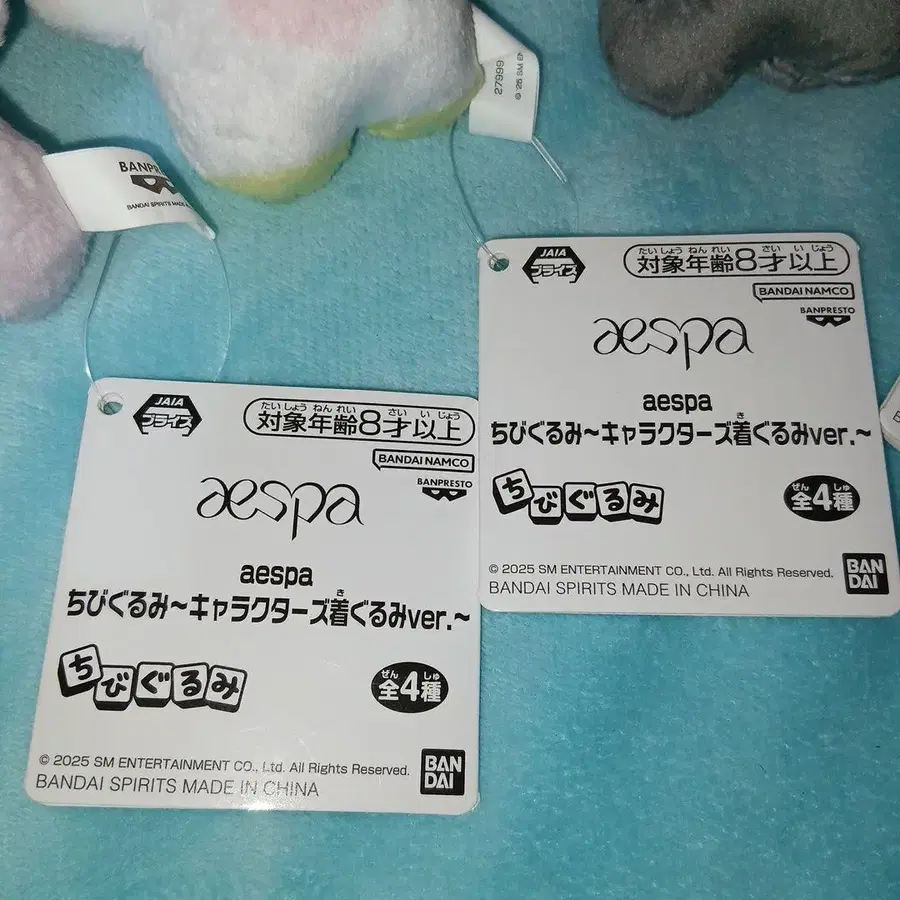 27999
© '25 SM EN
BANPRE
BANDAI SPIRITS MADE
JAIA
プライズ
たいしょうねんれい さい いじょう
対象年齢8才以上
BANDAI NAMCO
BANPRESTO
aespa
aespa
き
ちびぐるみ~キャラクターズ着ぐるみver.~
ちびぐるみ
ぜん しゅ
全4種
© 2025 SM ENTERTAINMENT CO., Ltd. All Rights Reserved.
BANDAI SPIRITS MADE IN CHINA
BAN
DAI
JAIA
プライズ
たいしょうねんれい さい いじょう
対象年齢8才以上
BANDAI NAMCO
BANPRESTO
aespa
aespa
き
ちびぐるみ~キャラクターズ着ぐるみver.~
ちびぐるみ
ぜん しゅ
全4種
© 2025 SM ENTERTAINMENT CO., Ltd. All Rights Reserved.
BANDAI SPIRITS MADE IN CHINA
BAN
DAI